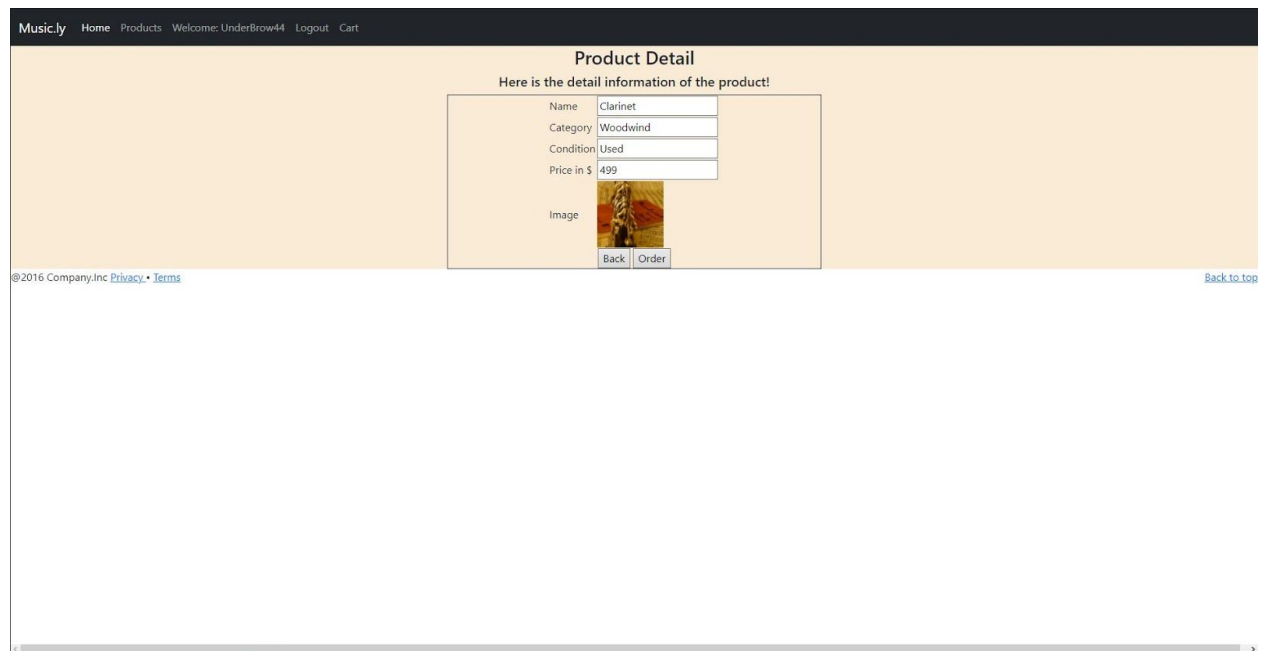 Music.ly Home Products Welcome: UnderBrow44 Logout Cart
Product Detail
Here is the detail information of the product!
Name Clarinet
Category Woodwind
Condition Used
Price in $ 499
Image
Back Order
@2016 Company.Inc Privacy • Terms Back to top